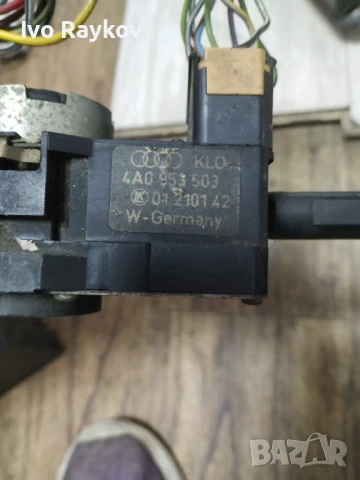 Ivo Raykov
KLO
4A0 953 503
K 01 2101 42
W-Germany
BAZAR